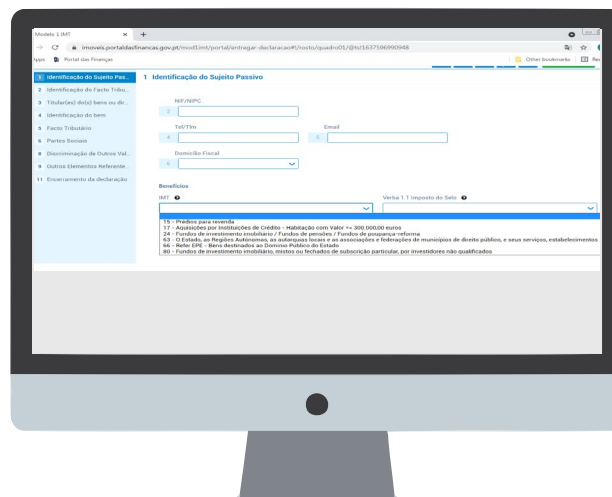 Modelo 1 IMT
imoveis.portaldasfinancas.gov.pt/mod1imt/portal/entregar-declaracao#!/rosto/quadro01/@ts!1637596990948
Apps Portal das Finanças Other bookmarks
1 Identificação do Sujeito Pas...
2 Identificação do Facto Tribu...
3 Titular(es) do(s) bens ou dir...
4 Identificação do bem
5 Facto Tributário
6 Partes Sociais
8 Discriminação de Outros Val...
9 Outros Elementos Referente...
11 Encerramento da declaração
1 Identificação do Sujeito Passivo
NIF/NIPC
Tel/Tlm Email
4
Domicílio Fiscal
6
Benefícios
IMT Verba 1.1 Imposto do Selo
15 - Prédios para revenda
17 - Aquisições por Instituições de Crédito - Habitação com Valor <= 300.000,00 euros
24 - Fundos de investimento imobiliário / Fundos de pensões / Fundos de poupança-reforma
63 - O Estado, as Regiões Autónomas, as autarquias locais e as associações e federações de municípios de direito público, e seus serviços, estabelecimentos
66 - Refer EPE - Bens destinados ao Domínio Público do Estado
80 - Fundos de investimento imobiliário, mistos ou fechados de subscrição particular, por investidores não qualificados